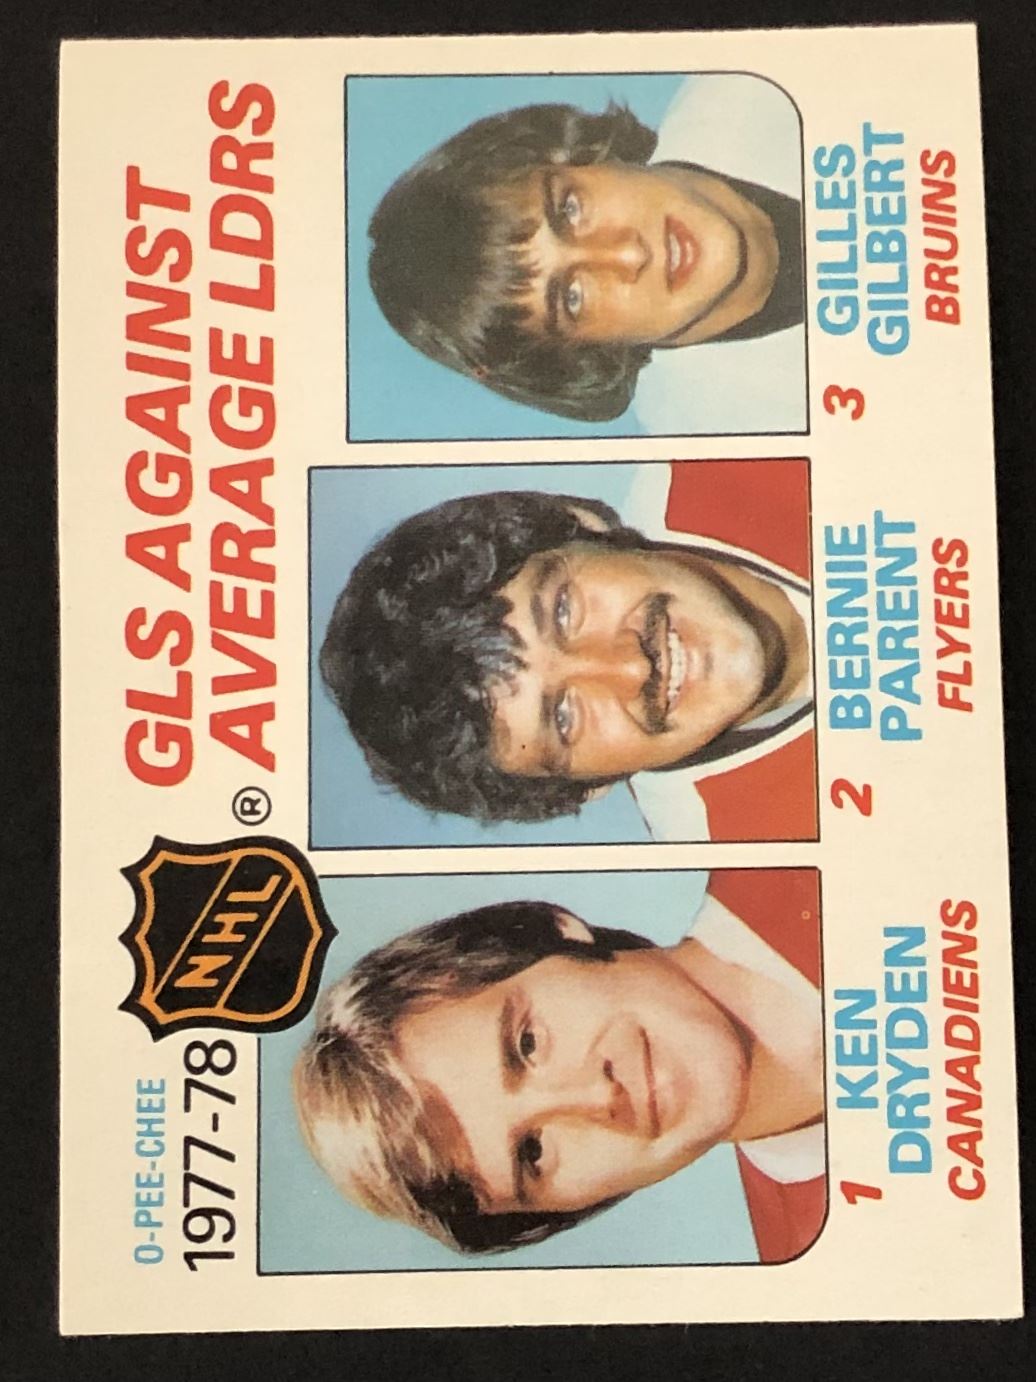 O-PEE-CHEE
1977-78
NHL
®
GLS AGAINST
AVERAGE LDRS
1 KEN
DRYDEN
CANADIENS
2 BERNIE
PARENT
FLYERS
3 GILLES
GILBERT
BRUINS